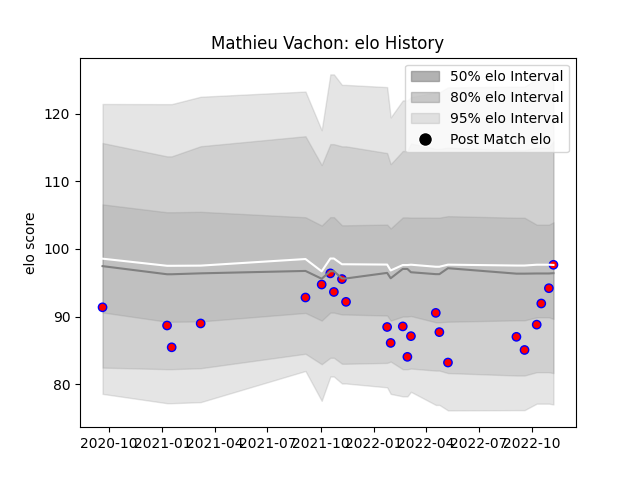 Mathieu Vachon: elo History
50% elo Interval
80% elo Interval
95% elo Interval
Post Match elo
elo score
120
110
100
90
80
2020-10 2021-01 2021-04 2021-07 2021-10 2022-01 2022-04 2022-07 2022-10